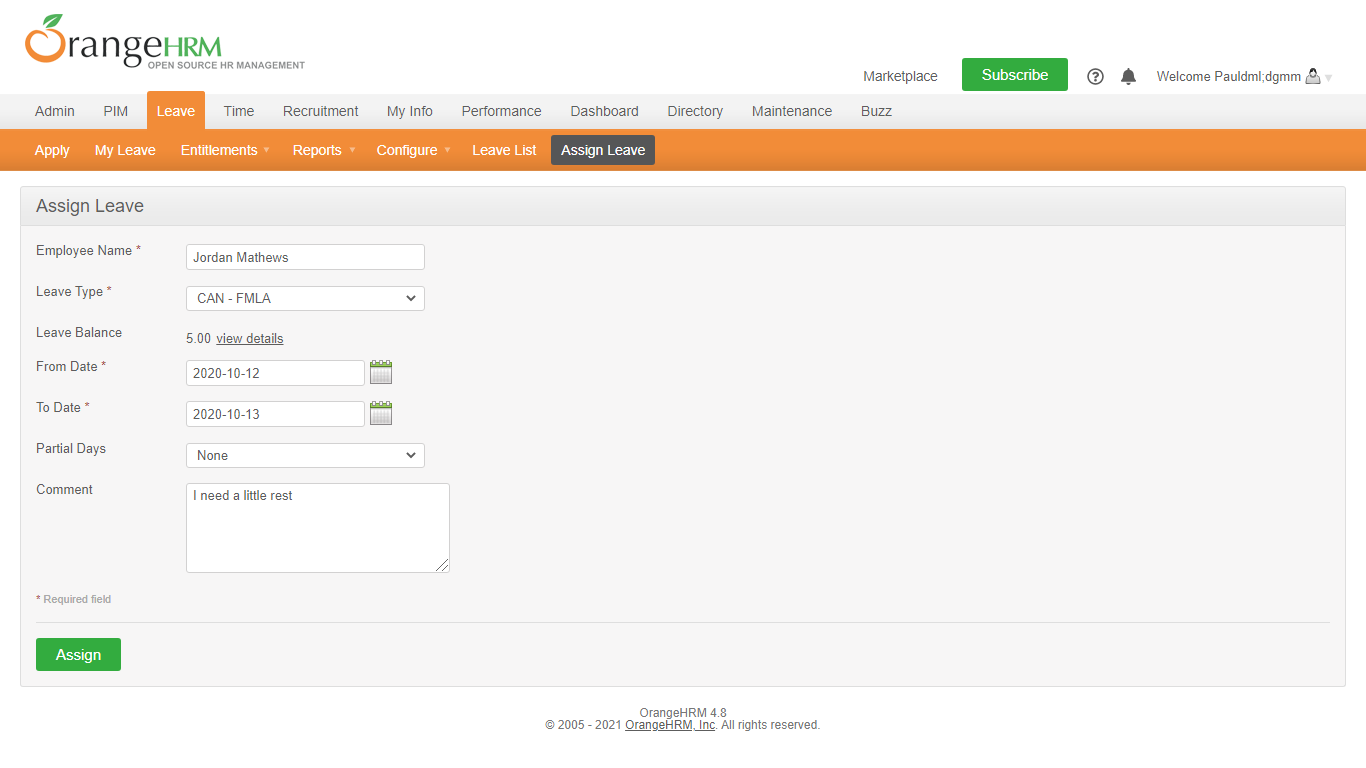 OrangeHRM
OPEN SOURCE HR MANAGEMENT
Marketplace Subscribe Welcome Pauldml;dgmm
Admin PIM Leave Time Recruitment My Info Performance Dashboard Directory Maintenance Buzz
Apply My Leave Entitlements Reports Configure Leave List Assign Leave
Assign Leave
Employee Name * Jordan Mathews
Leave Type * CAN - FMLA
Leave Balance 5.00 view details
From Date * 2020-10-12
To Date * 2020-10-13
Partial Days None
Comment I need a little rest
* Required field
Assign
OrangeHRM 4.8
© 2005 - 2021 OrangeHRM, Inc. All rights reserved.